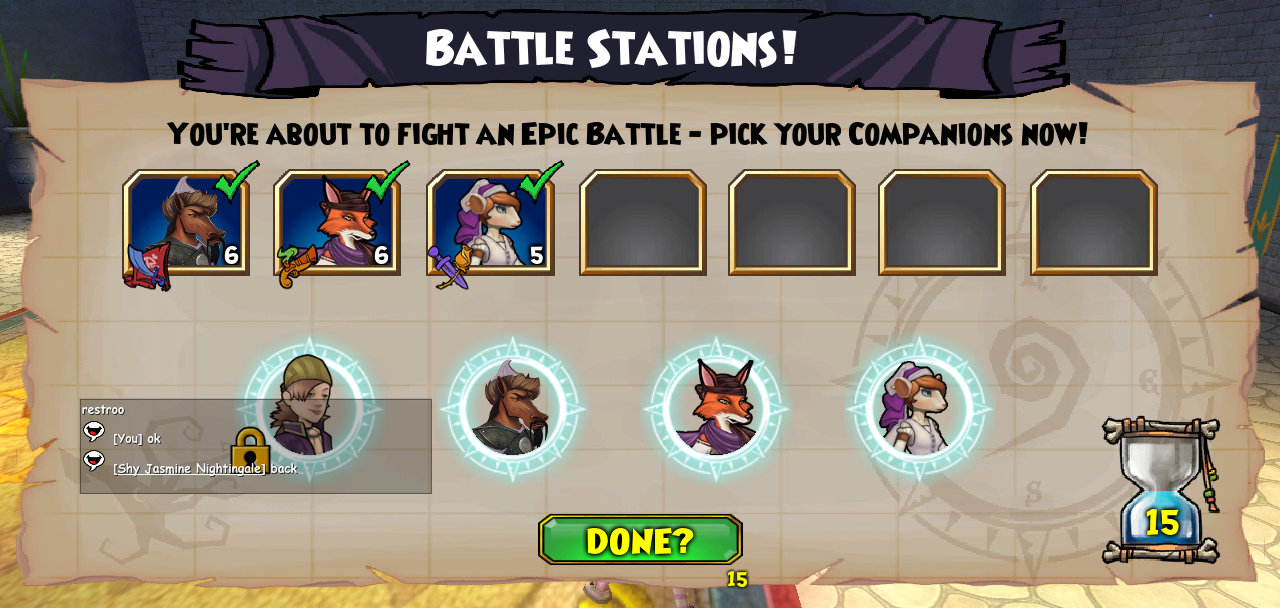 BATTLE STATIONS!
YOU'RE ABOUT TO FIGHT AN EPIC BATTLE - PICK YOUR COMPANIONS NOW!
6
6
5
restroo
[You] ok
[Shy Jasmine Nightingale] back
E
S
DONE?
15
15